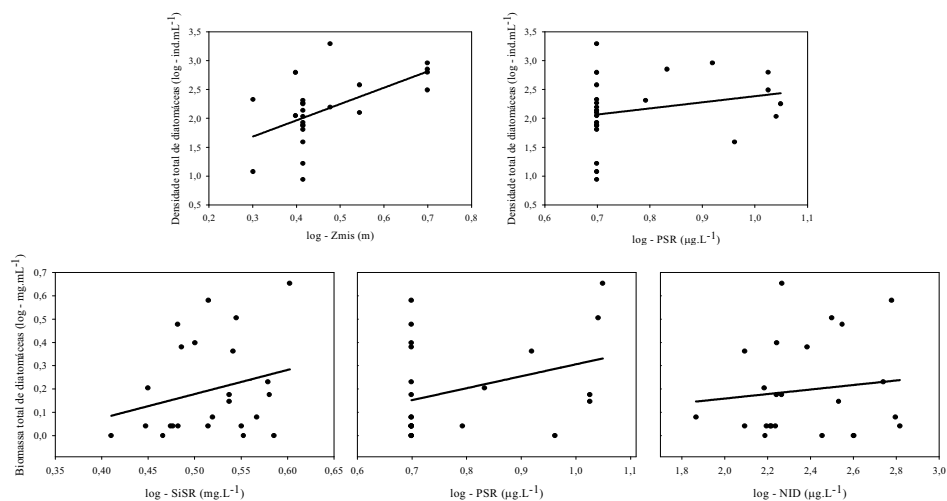 Densidade total de diatomáceas (log - ind.mL-1)
3,5
3,0
2,5
2,0
1,5
1,0
0,5
0,2 0,3 0,4 0,5 0,6 0,7 0,8
log - Zmis (m)
Densidade total de diatomáceas (log - ind.mL-1)
3,5
3,0
2,5
2,0
1,5
1,0
0,5
0,6 0,7 0,8 0,9 1,0 1,1
log - PSR (µg.L-1)
Biomassa total de diatomáceas (log - mg.mL-1)
0,7
0,6
0,5
0,4
0,3
0,2
0,1
0,0
0,35 0,40 0,45 0,50 0,55 0,60 0,65
log - SiSR (mg.L-1)
0,6 0,7 0,8 0,9 1,0 1,1
log - PSR (µg.L-1)
1,8 2,0 2,2 2,4 2,6 2,8 3,0
log - NID (µg.L-1)